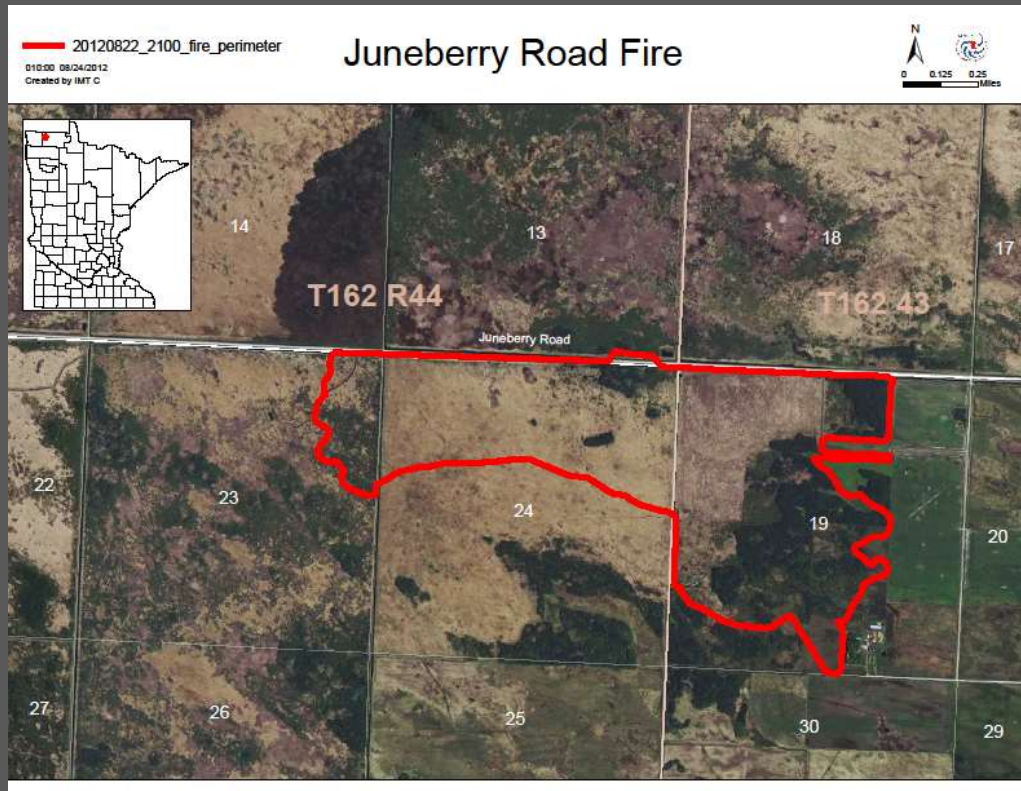 20120822_2100_fire_perimeter
010:00 08/24/2012
Created by IMT C
Juneberry Road Fire
N
0 0.125 0.25
Miles
14
13
18
17
T162 R44
T162 43
Juneberry Road
22
23
24
19
20
27
26
25
30
29